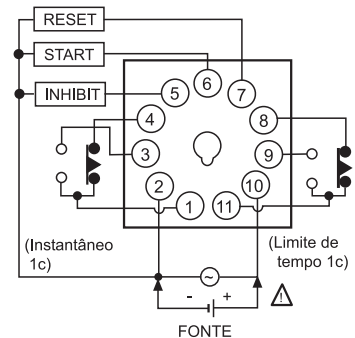 RESET
START
INHIBIT
6
5
7
4
8
3
9
2
10
1
11
(Instantâneo
1c)
(Limite de
tempo 1c)
~
- +
!
FONTE